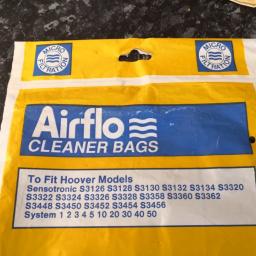 MICRO
FILTRATION
MICRO
FILTRATION
Airflo
CLEANER BAGS
To Fit Hoover Models
Sensotronic S3126 S3128 S3130 S3132 S3134 S3320
S3322 S3324 S3326 S3328 S3358 S3360 S3362
S3448 S3450 S3452 S3454 S3456
System 1 2 3 4 5 10 20 30 40 50